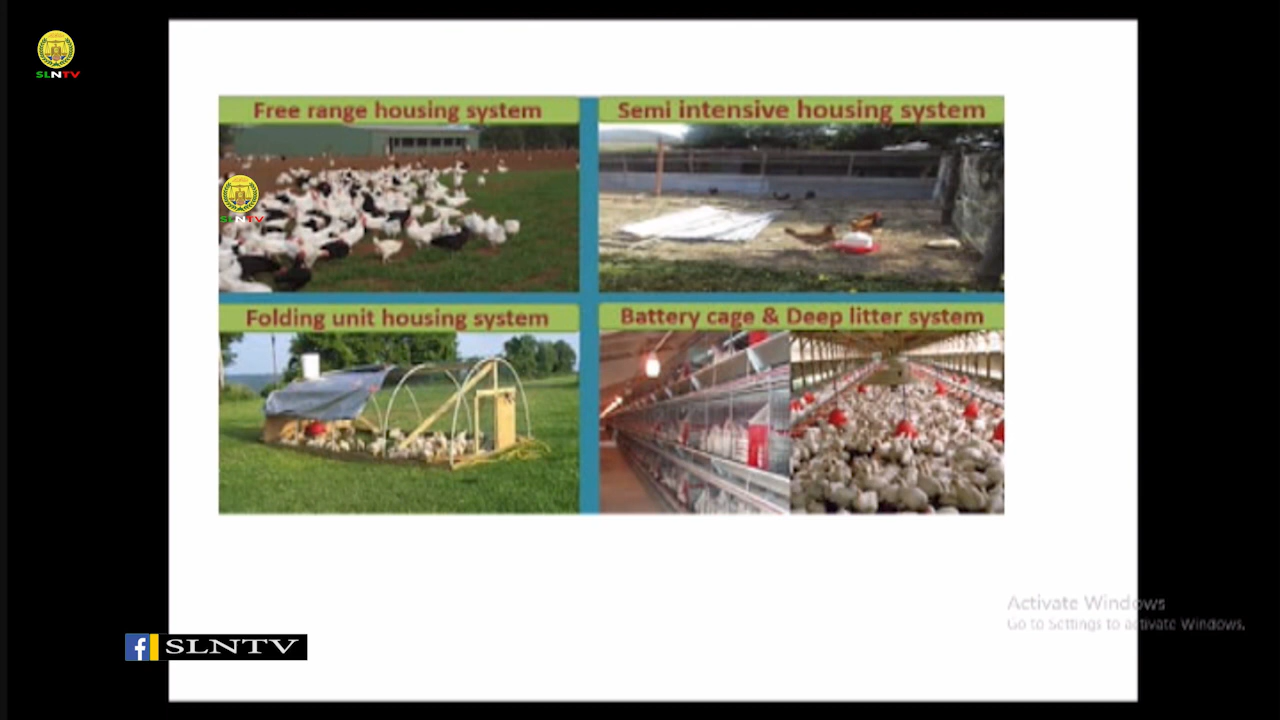 SLNTV
Free range housing system
Semi intensive housing system
SLNTV
Folding unit housing system
Battery cage & Deep litter system
Activate Windows
Go to Settings to activate Windows.
f SLNTV